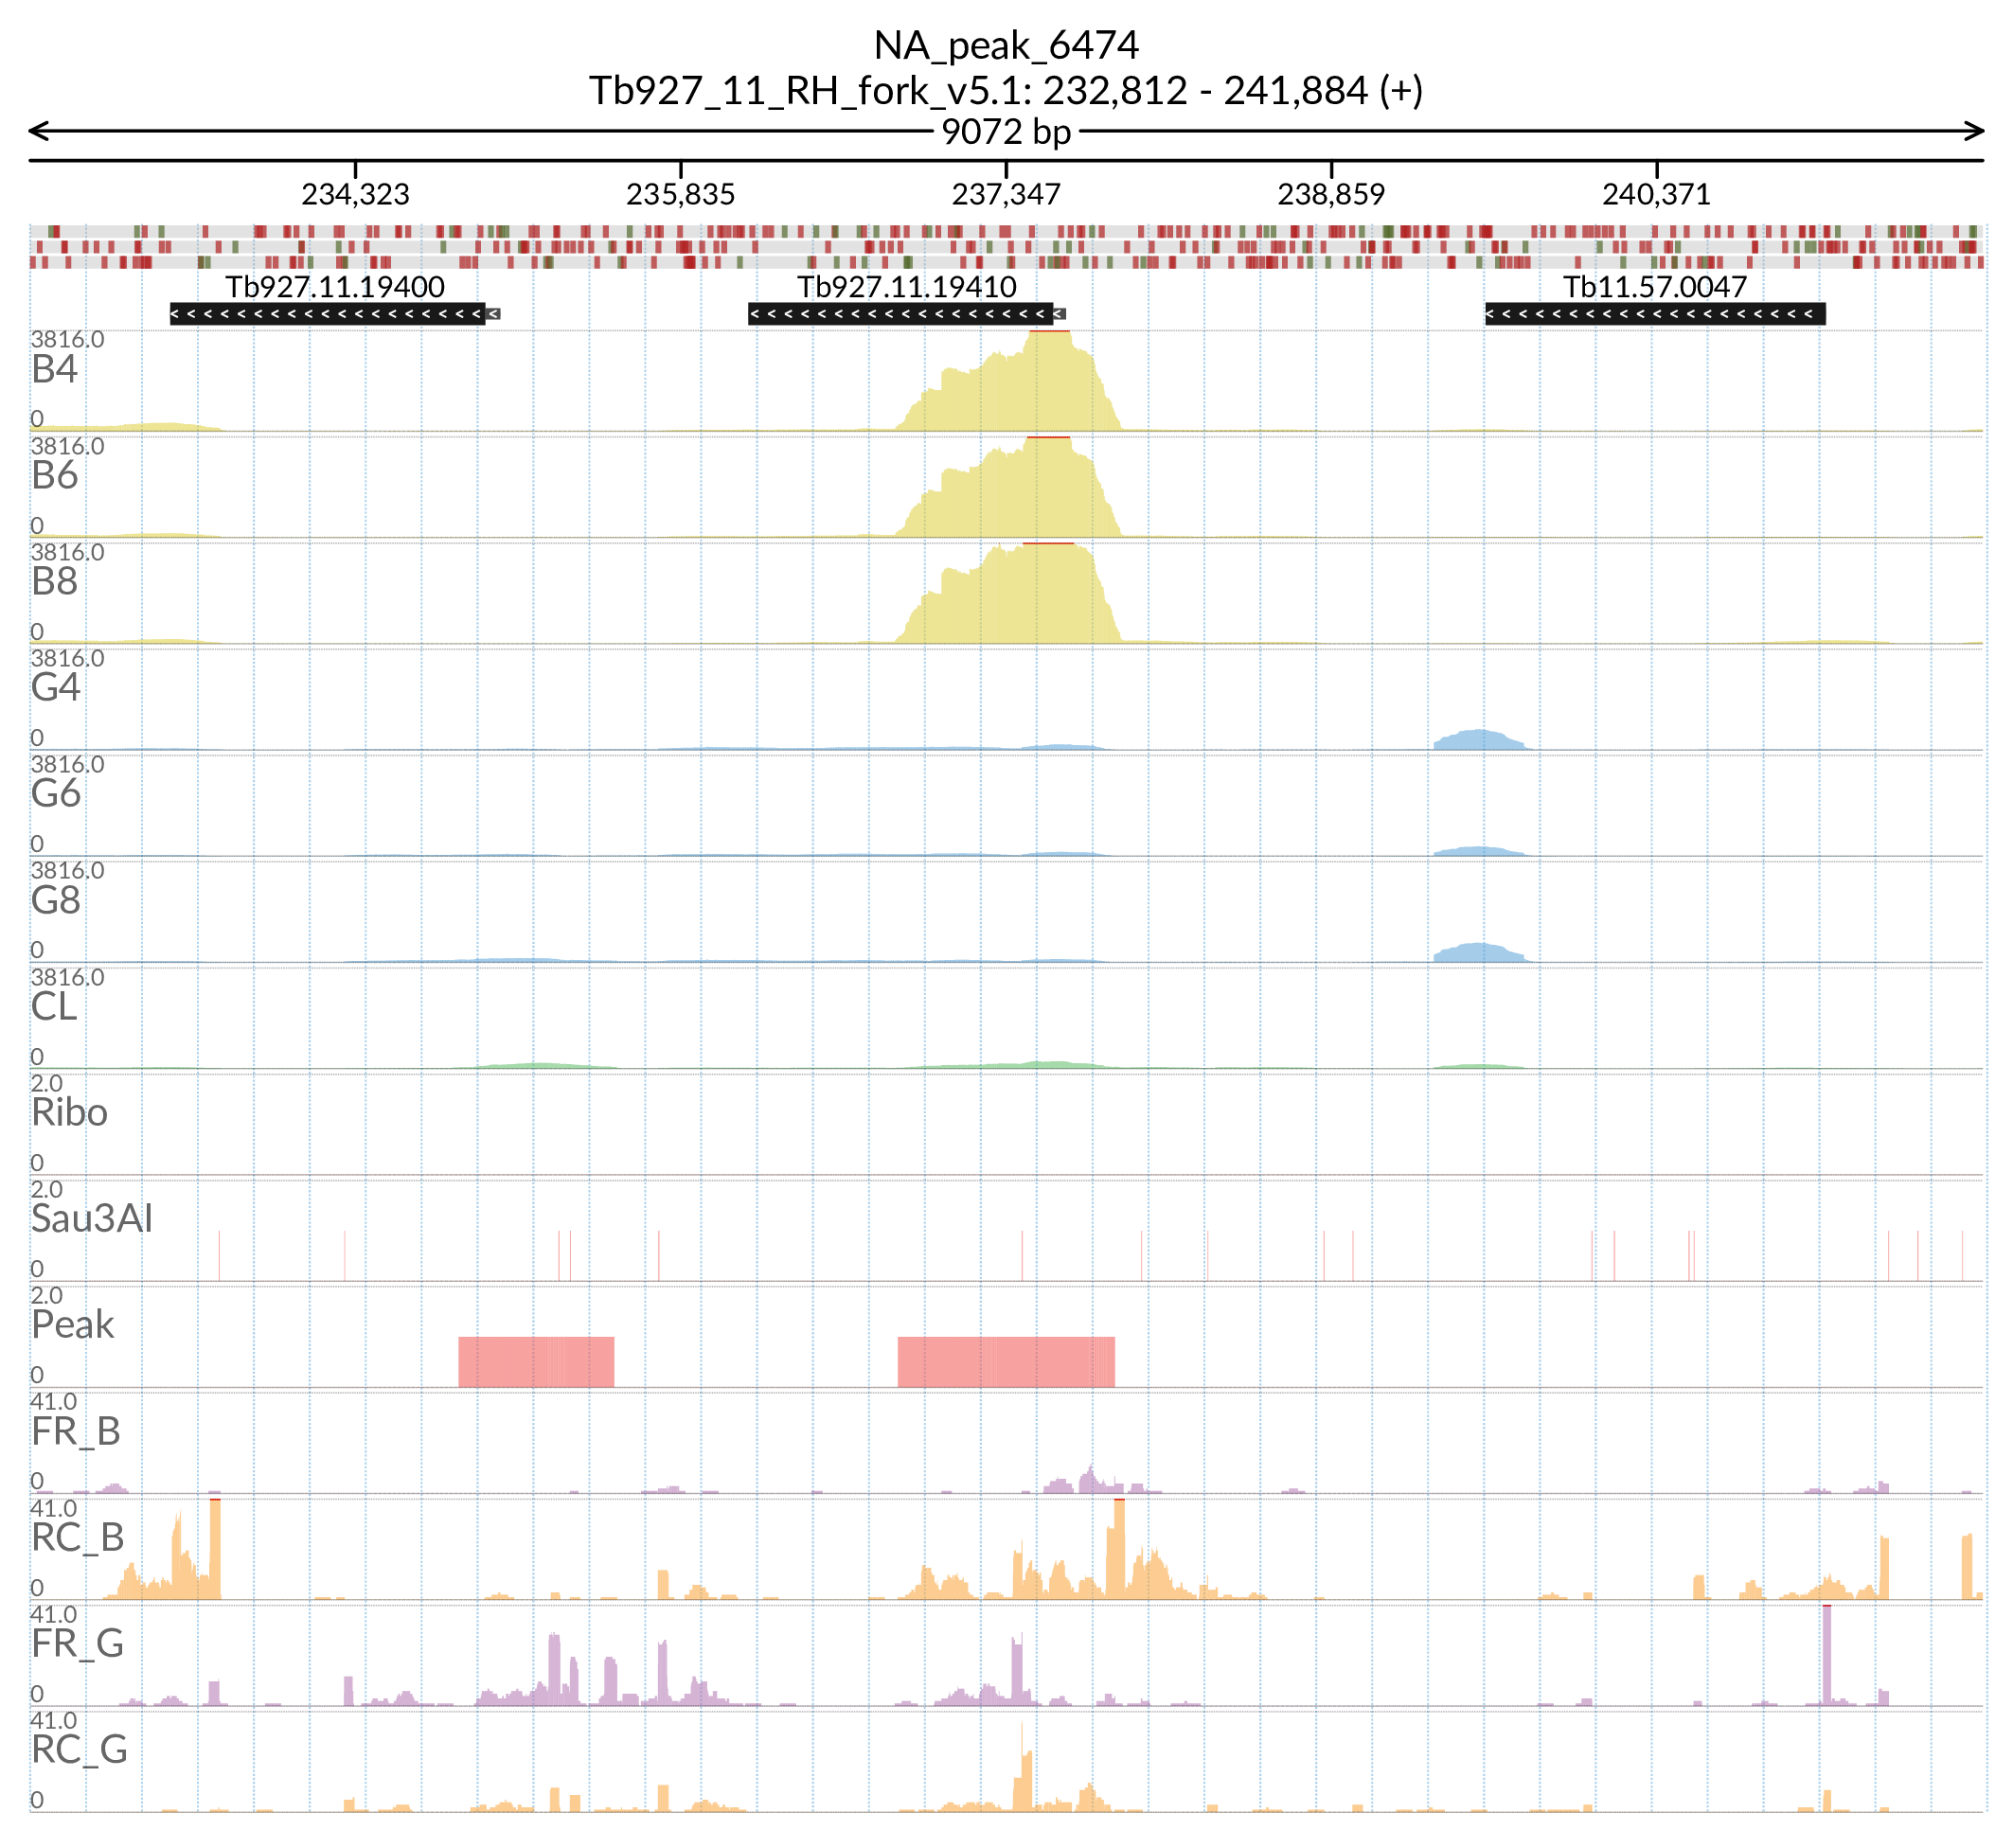 NA_peak_6474
Tb927_11_RH_fork_v5.1: 232,812 - 241,884 (+)
9072 bp
234,323 235,835 237,347 238,859 240,371
Tb927.11.19400 Tb927.11.19410 Tb11.57.0047
3816.0
B4
0
3816.0
B6
0
3816.0
B8
0
3816.0
G4
0
3816.0
G6
0
3816.0
G8
0
3816.0
CL
0
2.0
Ribo
0
2.0
Sau3AI
0
2.0
Peak
0
41.0
FR_B
0
41.0
RC_B
0
41.0
FR_G
0
41.0
RC_G
0